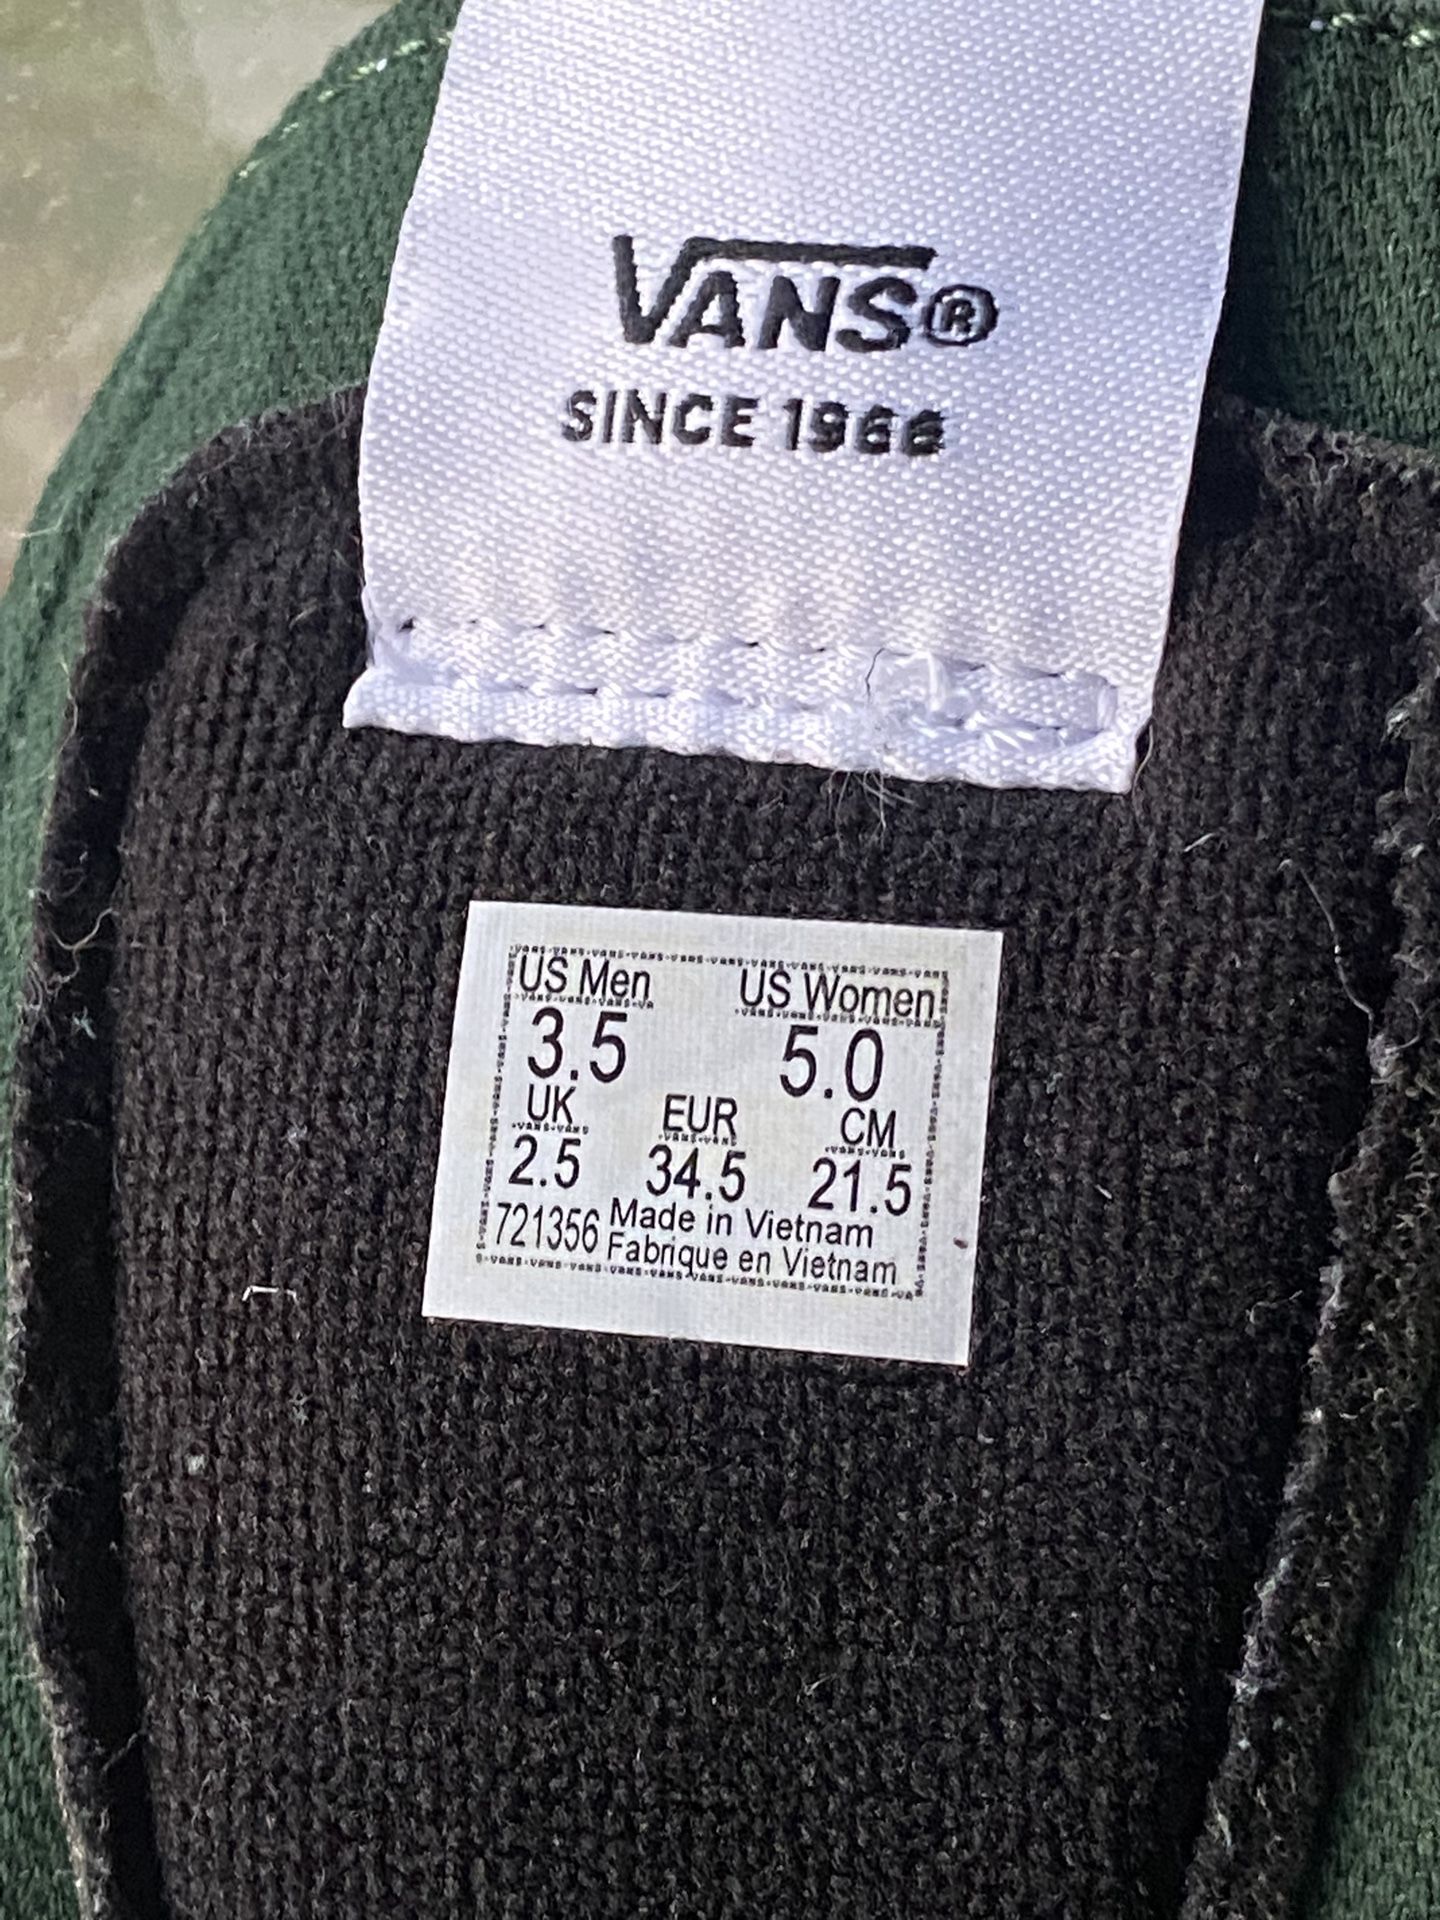 VANS®
SINCE 1966
US Men US Women
3.5 5.0
UK EUR CM
2.5 34.5 21.5
721356 Made in Vietnam
Fabrique en Vietnam